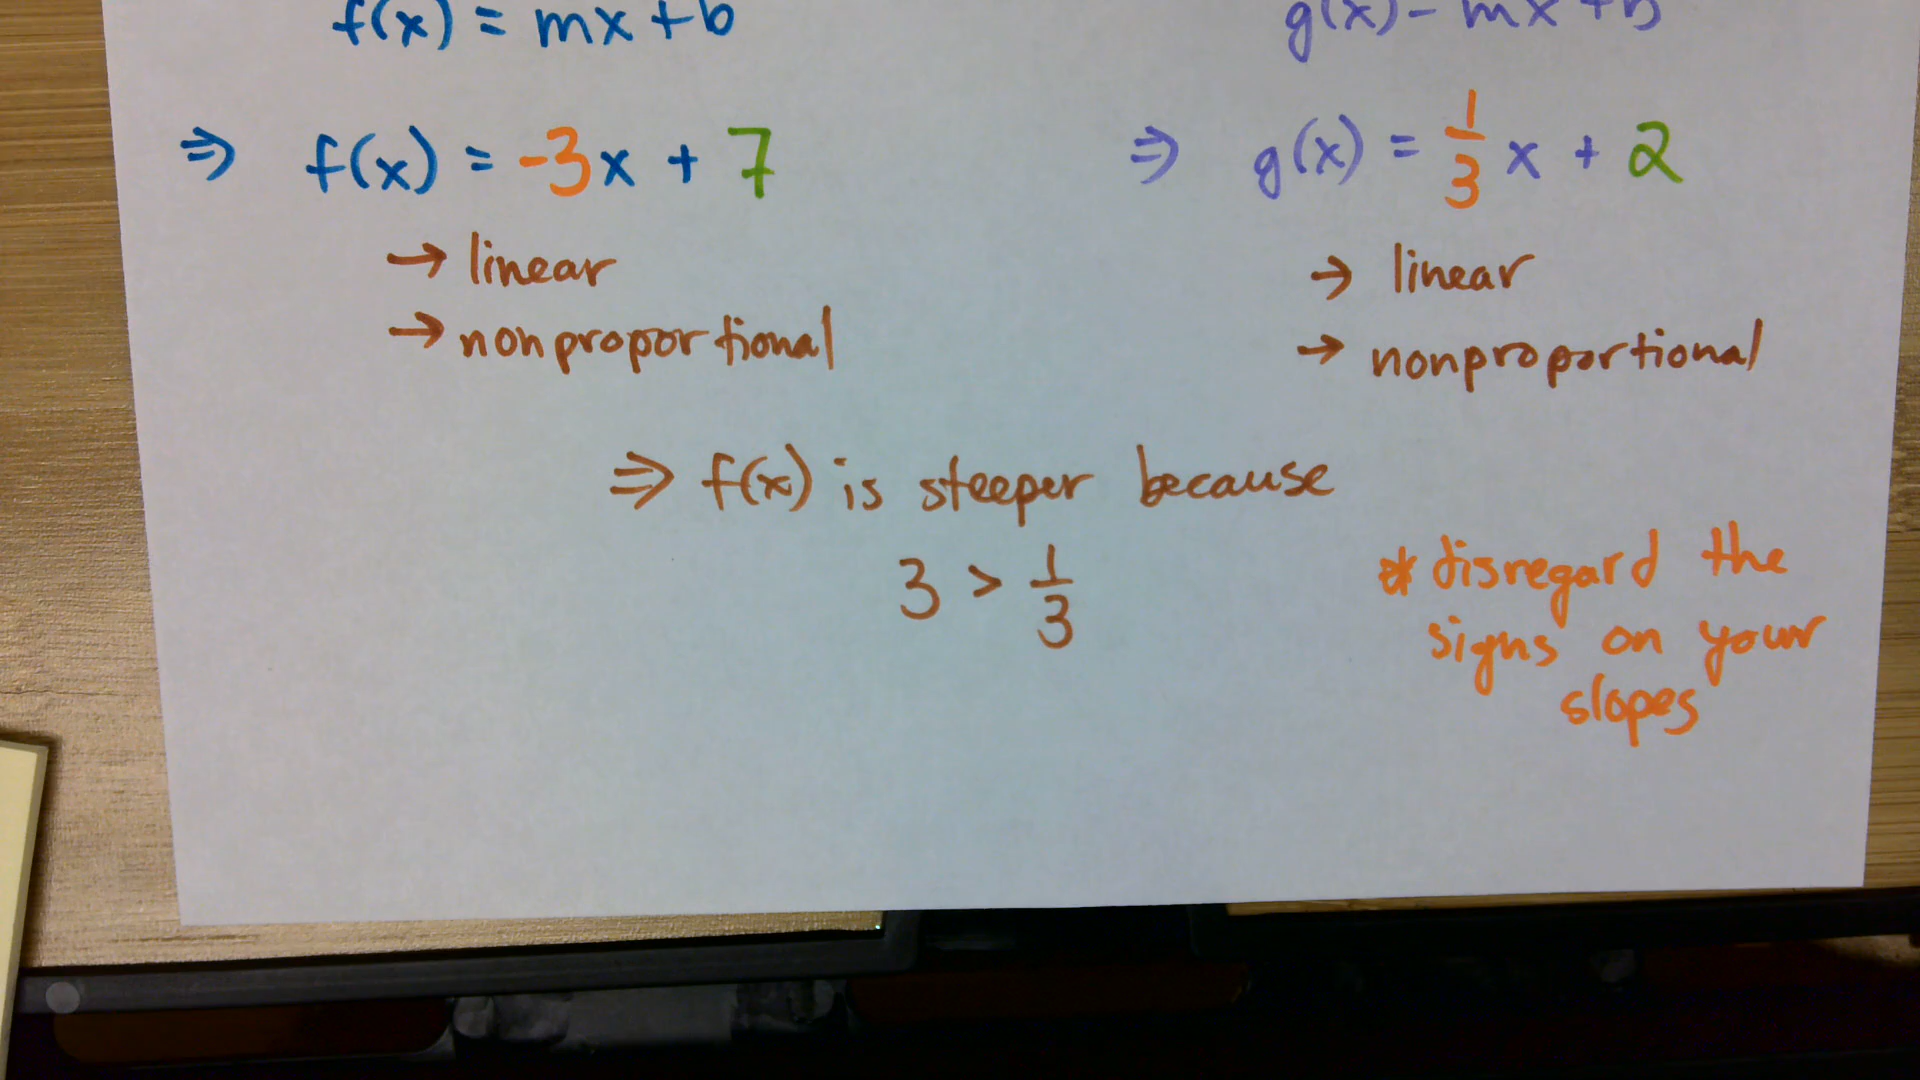 f(x) = mx + b
g(x) = mx + b
⇒ f(x) = -3x + 7
⇒ g(x) = 1/3 x + 2
→ linear
→ nonproportional
→ linear
→ nonproportional
⇒ f(x) is steeper because
3 > 1/3
* disregard the
signs on your
slopes